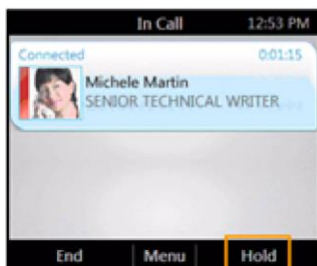 In Call 12:53 PM
Connected 0:01:15
Michele Martin
SENIOR TECHNICAL WRITER
End Menu Hold